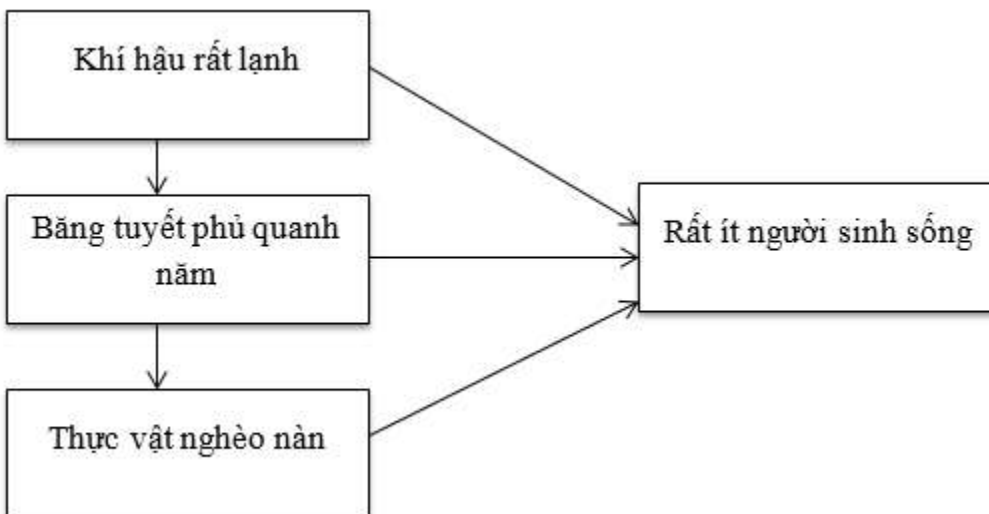 Khí hậu rất lạnh
Băng tuyết phủ quanh
năm
Thực vật nghèo nàn
Rất ít người sinh sống